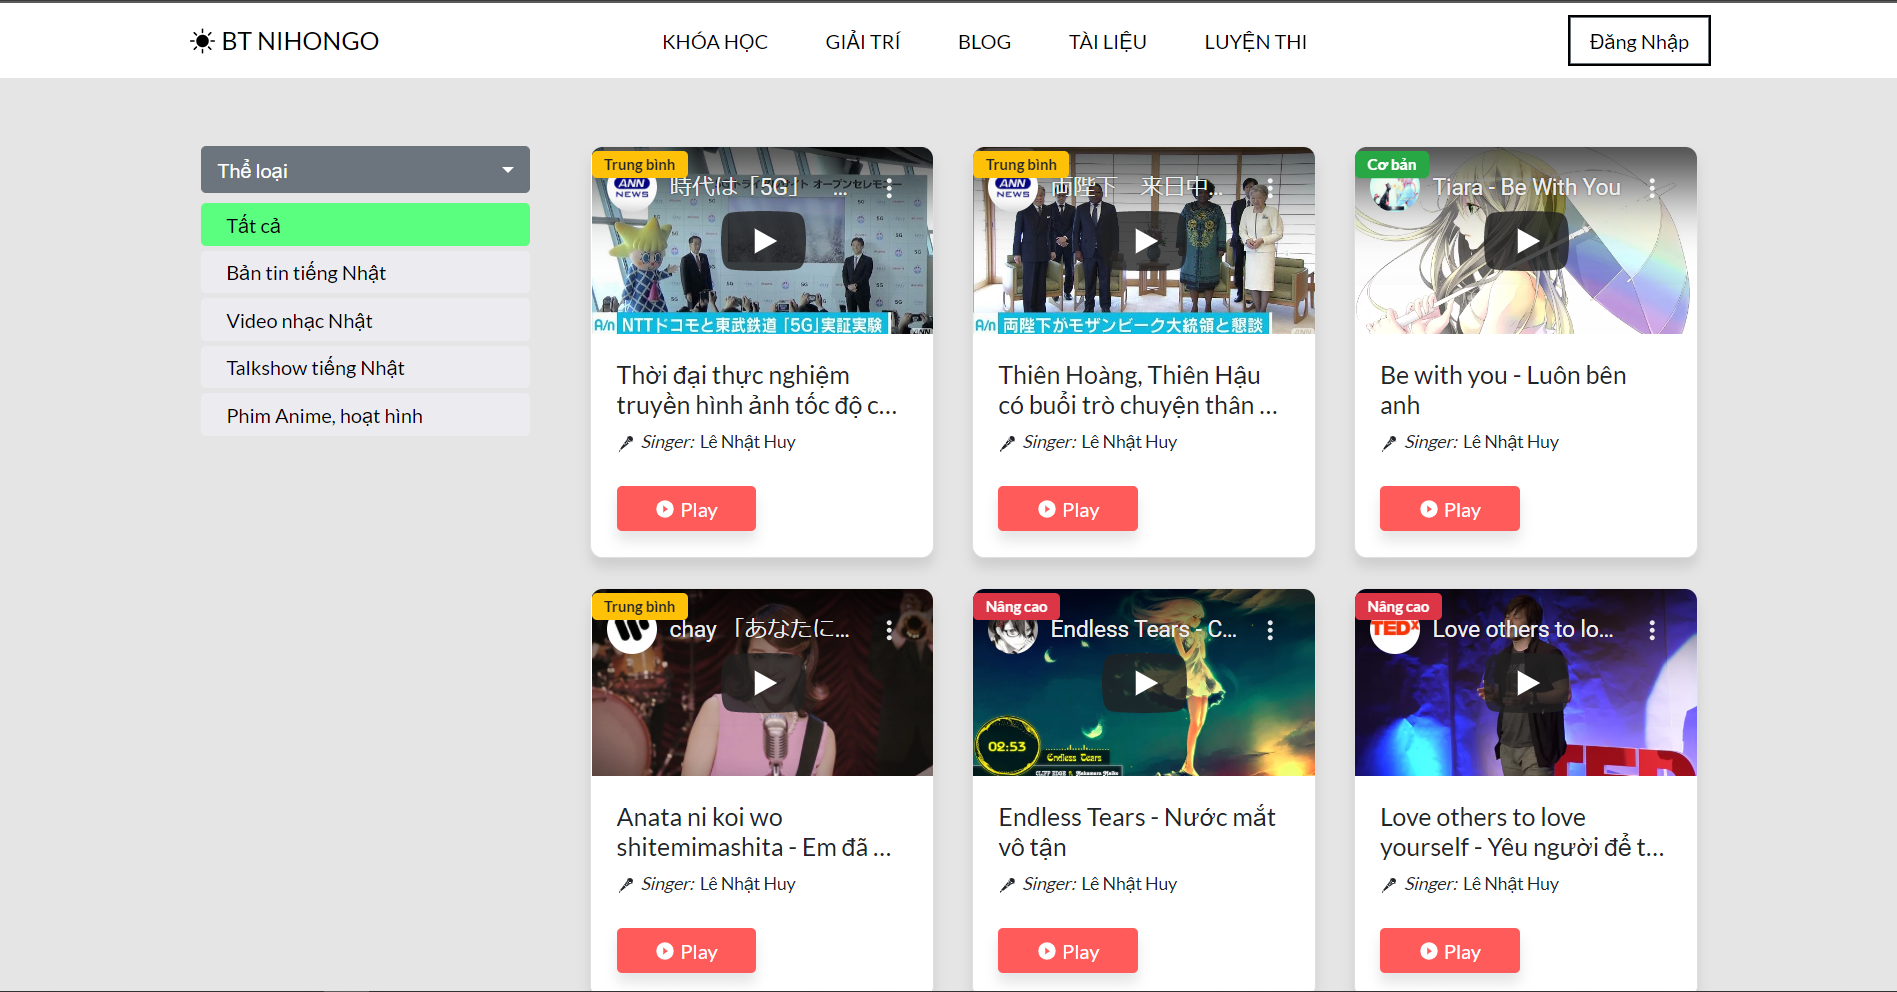 BT NIHONGO
KHÓA HỌC
GIẢI TRÍ
BLOG
TÀI LIỆU
LUYỆN THI
Đăng Nhập
Thể loại
Tất cả
Bản tin tiếng Nhật
Video nhạc Nhật
Talkshow tiếng Nhật
Phim Anime, hoạt hình
Trung bình
ANN NEWS
時代は「5G」 ...
NTTドコモと東武鉄道「5G」実証実験
Thời đại thực nghiệm
truyền hình ảnh tốc độ c...
Singer: Lê Nhật Huy
Play
Trung bình
ANN NEWS
両陛下 来日中...
両陛下がモザンビーク大統領と懇談
Thiên Hoàng, Thiên Hậu
có buổi trò chuyện thân ...
Singer: Lê Nhật Huy
Play
Cơ bản
Tiara - Be With You
Be with you - Luôn bên
anh
Singer: Lê Nhật Huy
Play
Trung bình
chay 「あなたに...
Anata ni koi wo
shitemimashita - Em đã ...
Singer: Lê Nhật Huy
Play
Nâng cao
Endless Tears - C...
02:53
Endless Tears
CLIFF EDGE ft. Nakamura Maiko
Endless Tears - Nước mắt
vô tận
Singer: Lê Nhật Huy
Play
Nâng cao
TEDx
Love others to lo...
TED
Love others to love
yourself - Yêu người để t...
Singer: Lê Nhật Huy
Play